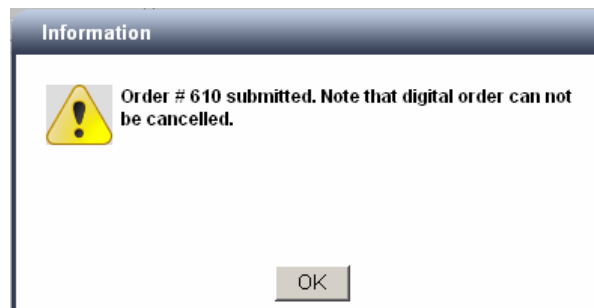 Information
Order # 610 submitted. Note that digital order can not
be cancelled.
OK